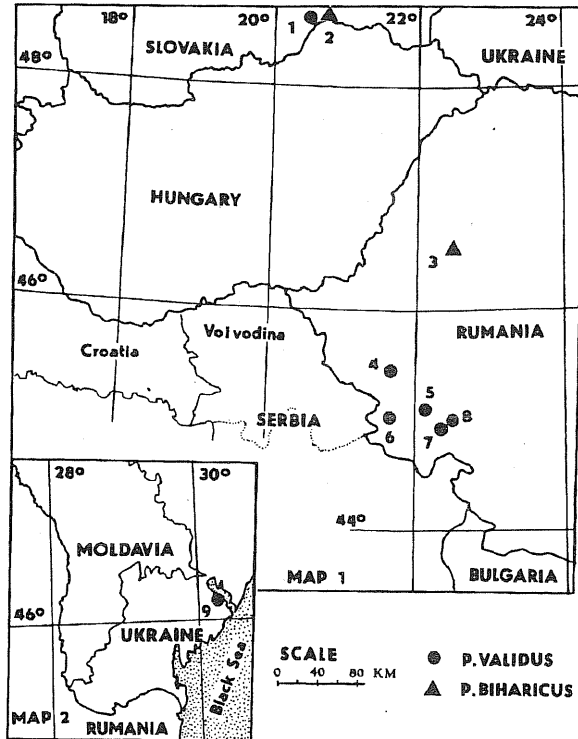 18° 20° 22° 24°
1 2
SLOVAKIA
UKRAINE
48°
HUNGARY
3
46°
RUMANIA
Croatia
Voivodina
4
5
6
7
8
SERBIA
44°
MAP 1
BULGARIA
28° 30°
MOLDAVIA
9
46°
UKRAINE
Black Sea
MAP 2
RUMANIA
SCALE
0 40 80 KM
P.VALIDUS
P.BIHARICUS